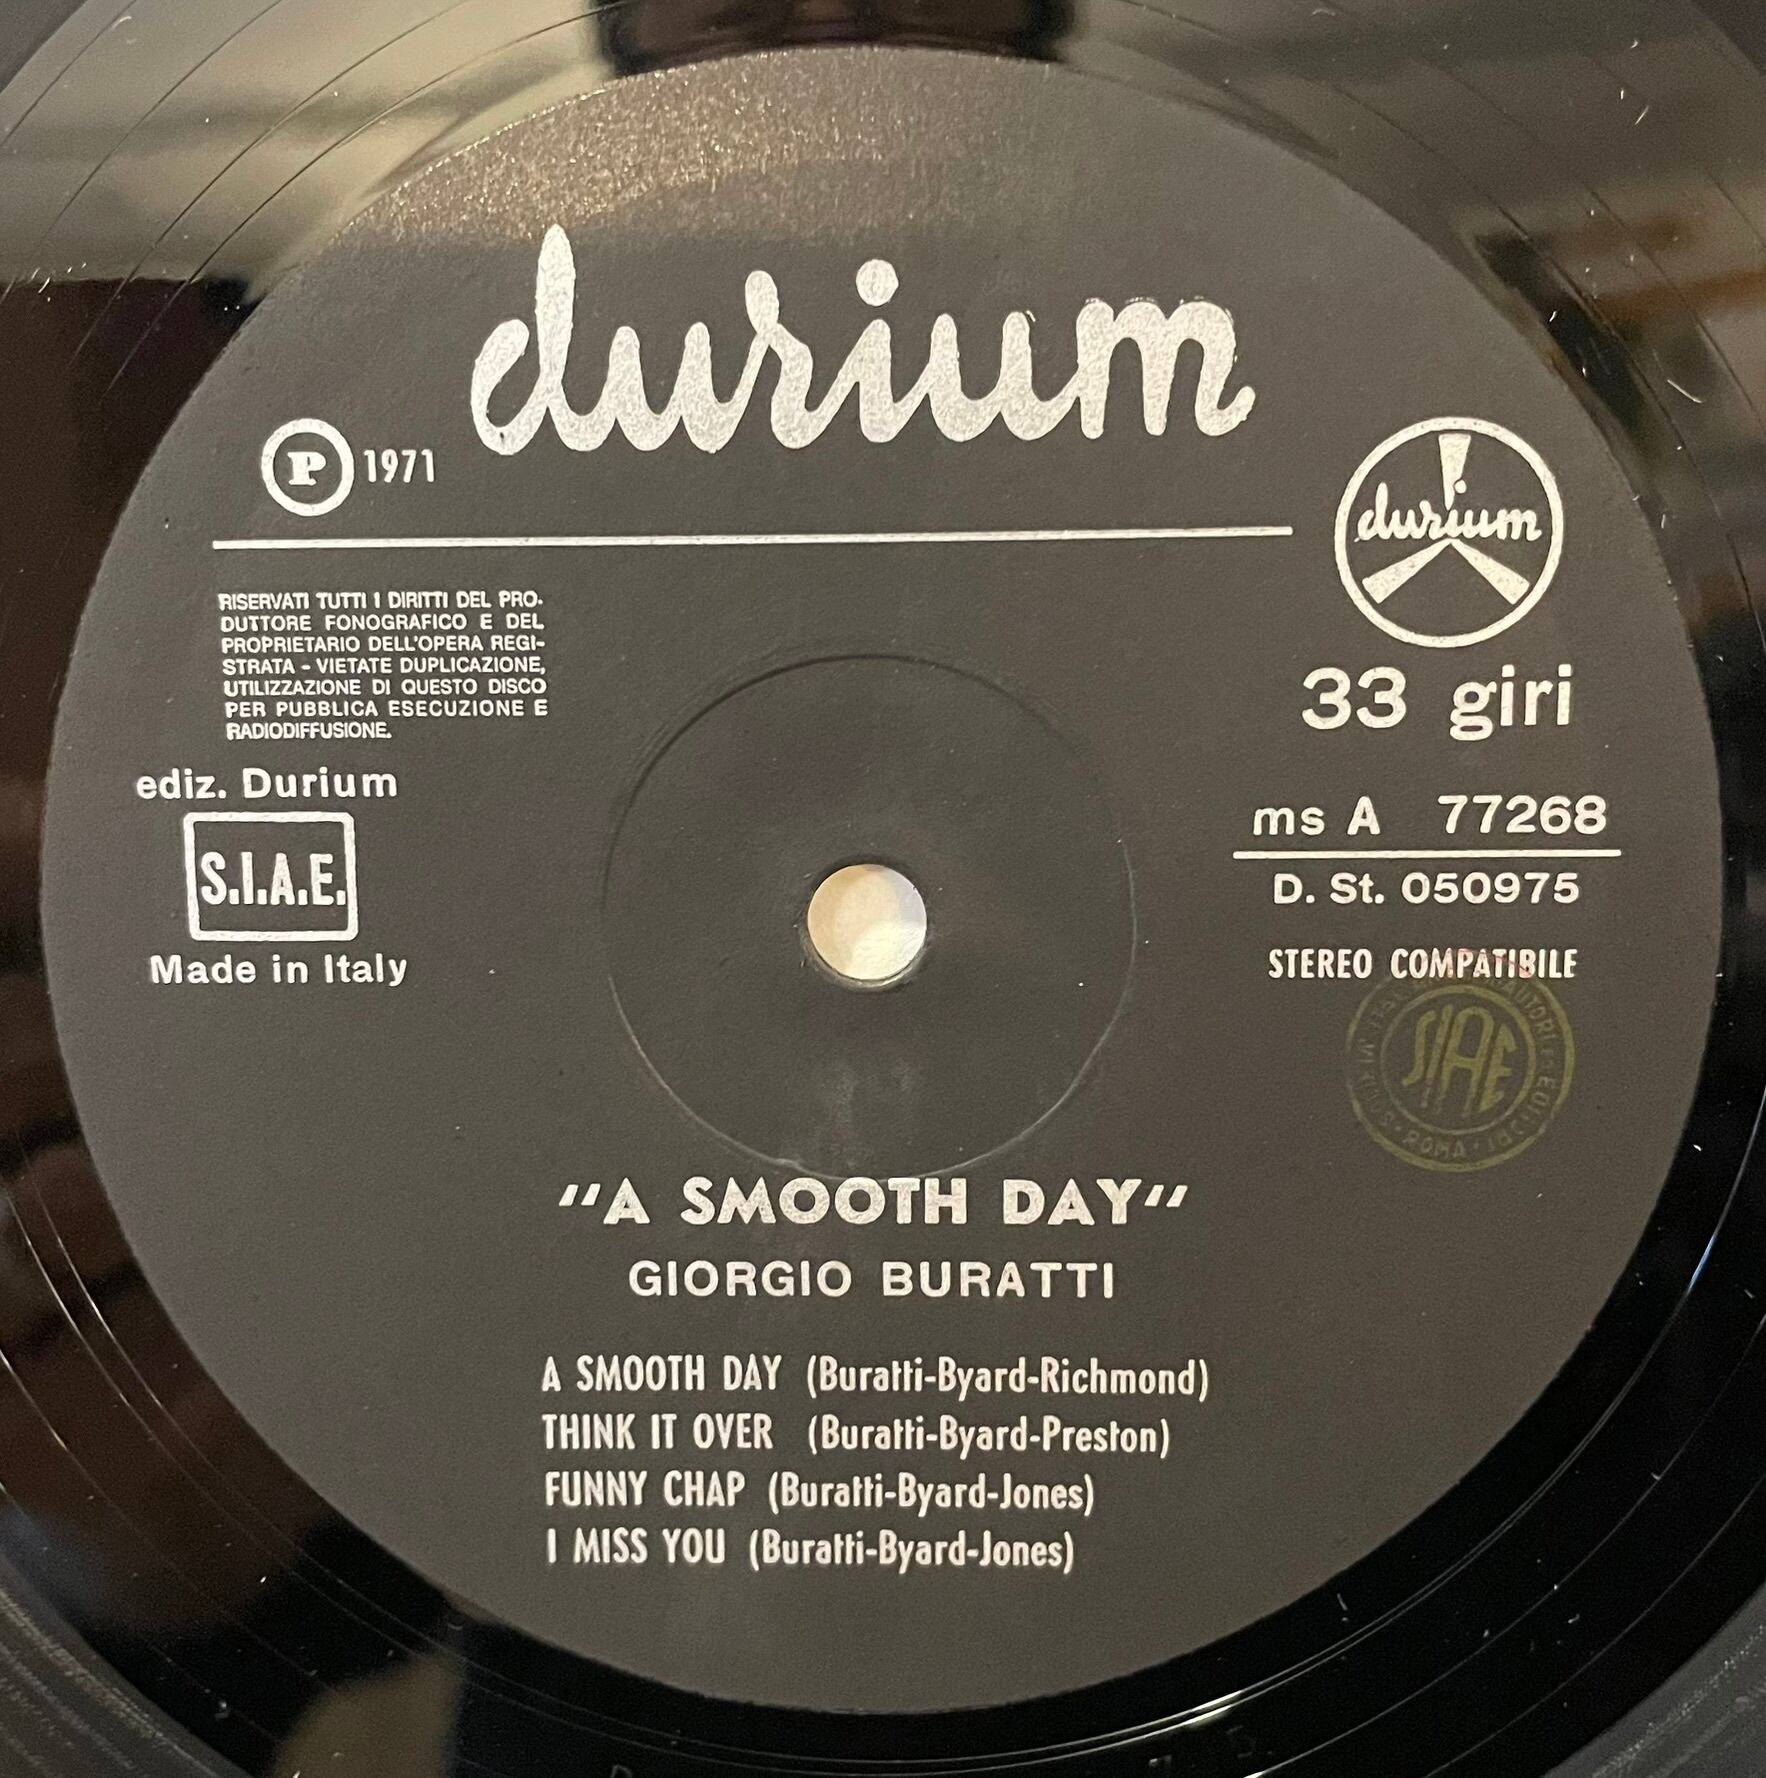 durium
P 1971
durium
RISERVATI TUTTI I DIRITTI DEL PRO-
DUTTORE FONOGRAFICO E DEL
PROPRIETARIO DELL'OPERA REGI-
STRATA - VIETATE DUPLICAZIONE,
UTILIZZAZIONE DI QUESTO DISCO
PER PUBBLICA ESECUZIONE E
RADIODIFFUSIONE.
33 giri
ediz. Durium
S.I.A.E.
Made in Italy
ms A 77268
D. St. 050975
STEREO COMPATIBILE
SIAE
ROMA
"A SMOOTH DAY"
GIORGIO BURATTI
A SMOOTH DAY (Buratti-Byard-Richmond)
THINK IT OVER (Buratti-Byard-Preston)
FUNNY CHAP (Buratti-Byard-Jones)
I MISS YOU (Buratti-Byard-Jones)